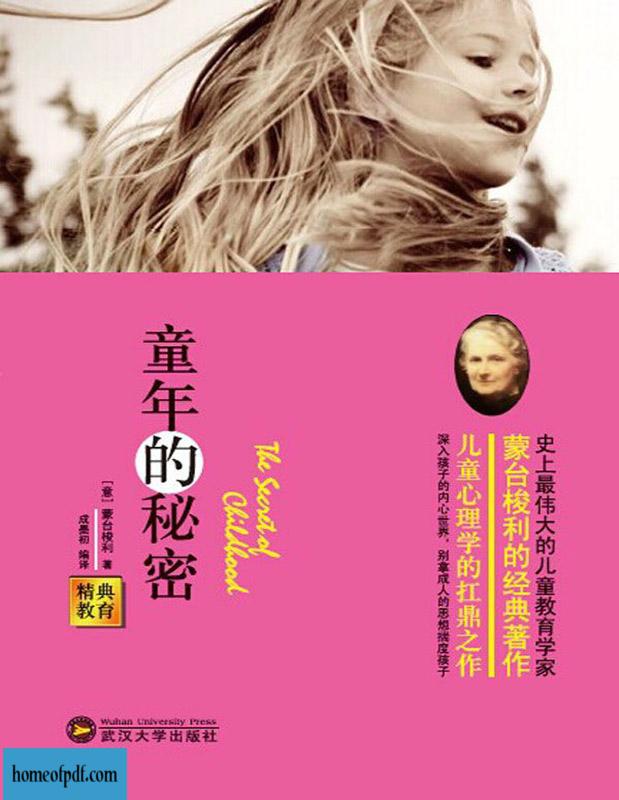 童年的秘密
The Secret of
Childhood
[意] 蒙台梭利 著
成墨初 编译
精典
教育
史上最伟大的儿童教育学家
蒙台梭利的经典著作
儿童心理学的扛鼎之作
深入孩子的内心世界，别拿成人的思想揣度孩子
Wuhan University Press
武汉大学出版社
homeofpdf.com